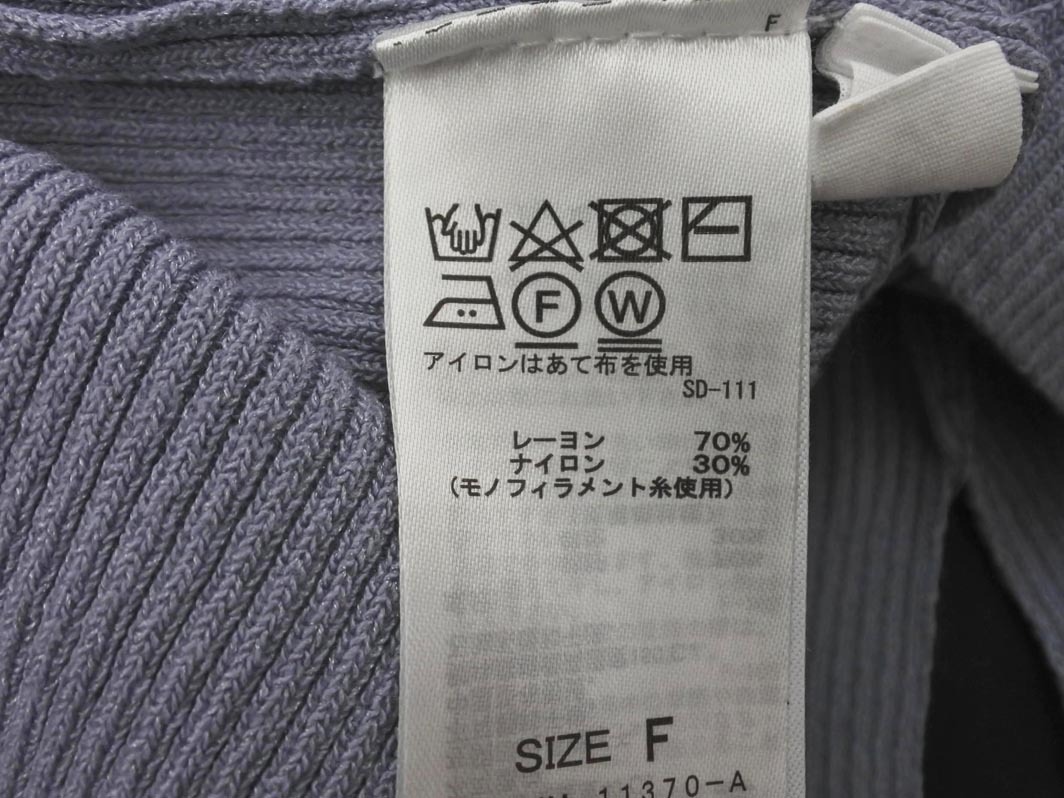 F
F W
アイロンはあて布を使用
SD-111
レーヨン 70%
ナイロン 30%
(モノフィラメント糸使用)
SIZE F
11370-A